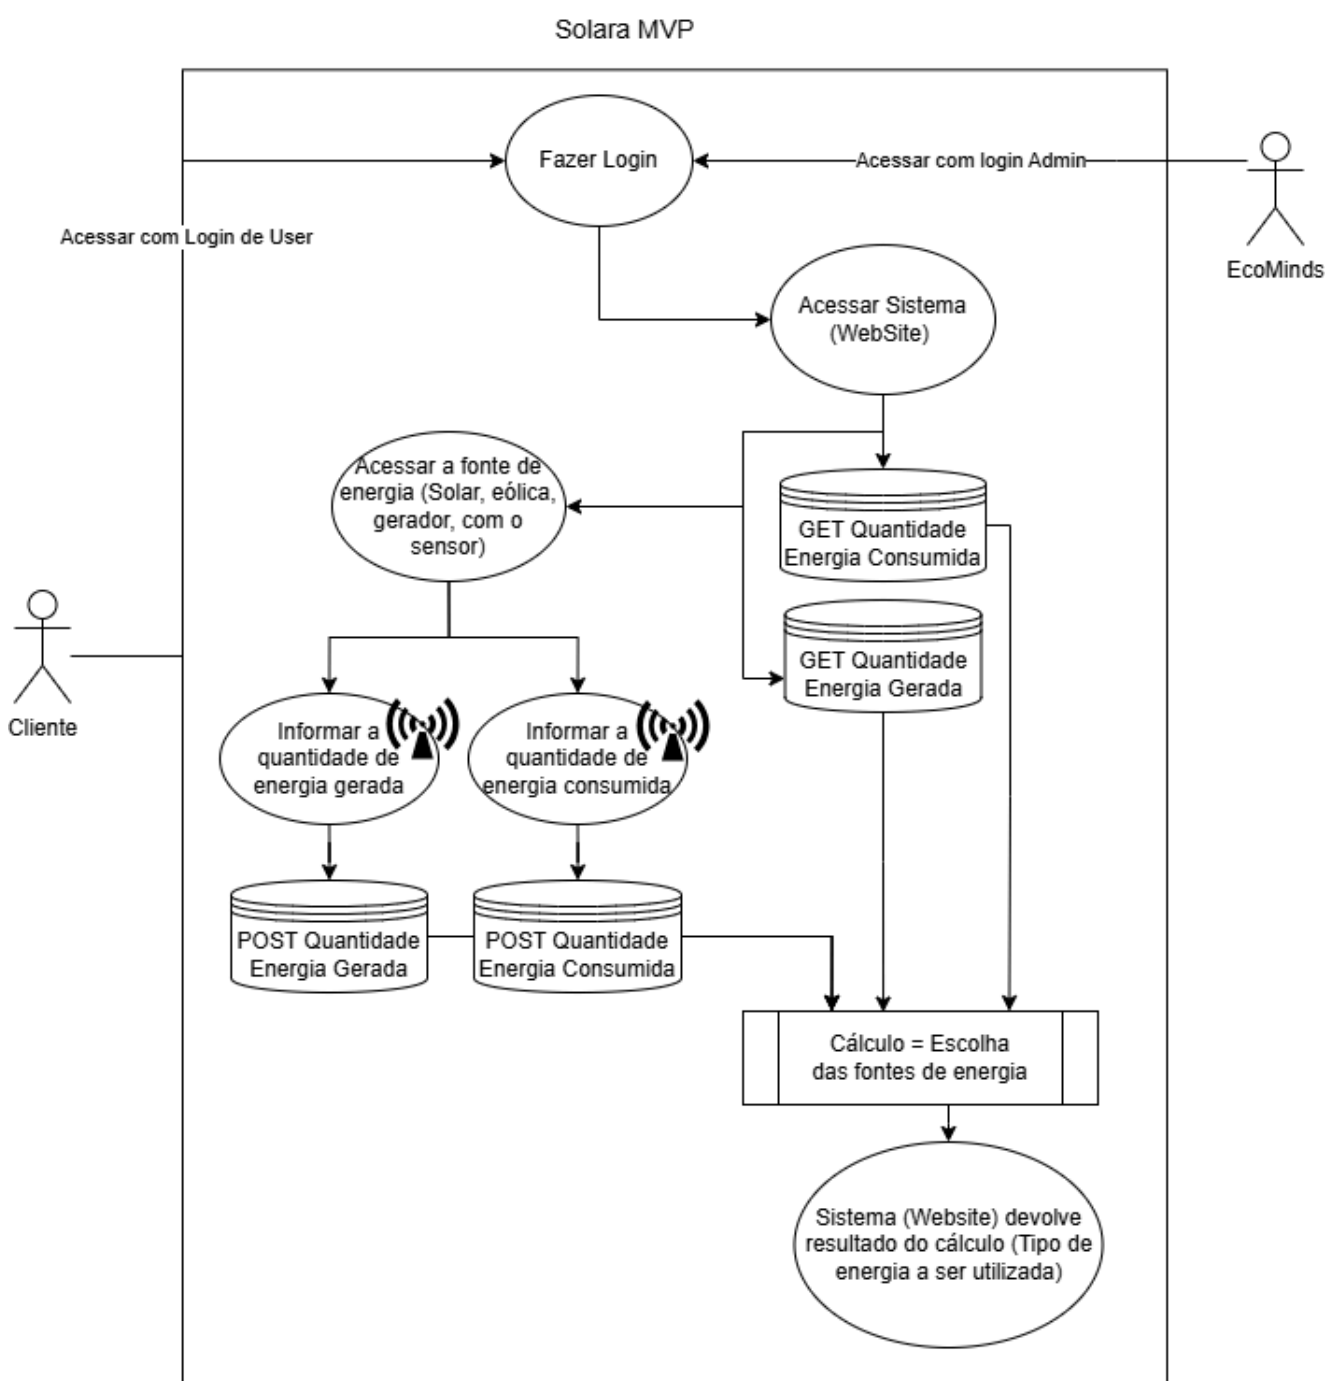 Solara MVP
Fazer Login
Acessar com login Admin
Acessar com Login de User
EcoMinds
Acessar Sistema
(WebSite)
Acessar a fonte de
energia (Solar, eólica,
gerador, com o
sensor)
GET Quantidade
Energia Consumida
GET Quantidade
Energia Gerada
Cliente
Informar a
quantidade de
energia gerada
Informar a
quantidade de
energia consumida
POST Quantidade
Energia Gerada
POST Quantidade
Energia Consumida
Cálculo = Escolha
das fontes de energia
Sistema (Website) devolve
resultado do cálculo (Tipo de
energia a ser utilizada)